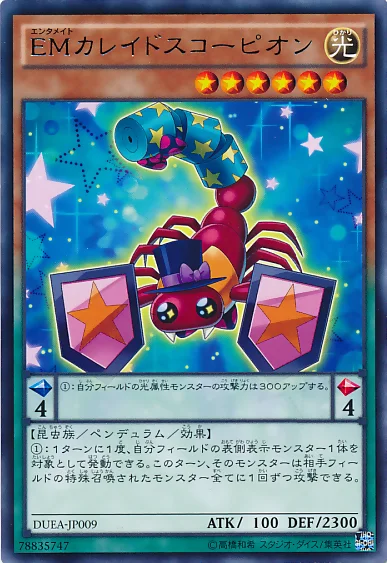 エンタメイト
EMカレイドスコーピオン
光
ひかり
①:自分フィールドの光属性モンスターの攻撃力は300アップする。
4
4
【昆虫族／ペンデュラム／効果】
①:1ターンに1度、自分フィールドの表側表示モンスター1体を
対象として発動できる。このターン、そのモンスターは相手フィー
ルドの特殊召喚されたモンスター全てに1回ずつ攻撃できる。
DUEA-JP009
ATK/ 100 DEF/2300
78835747
©高橋和希 スタジオ・ダイス/集英社